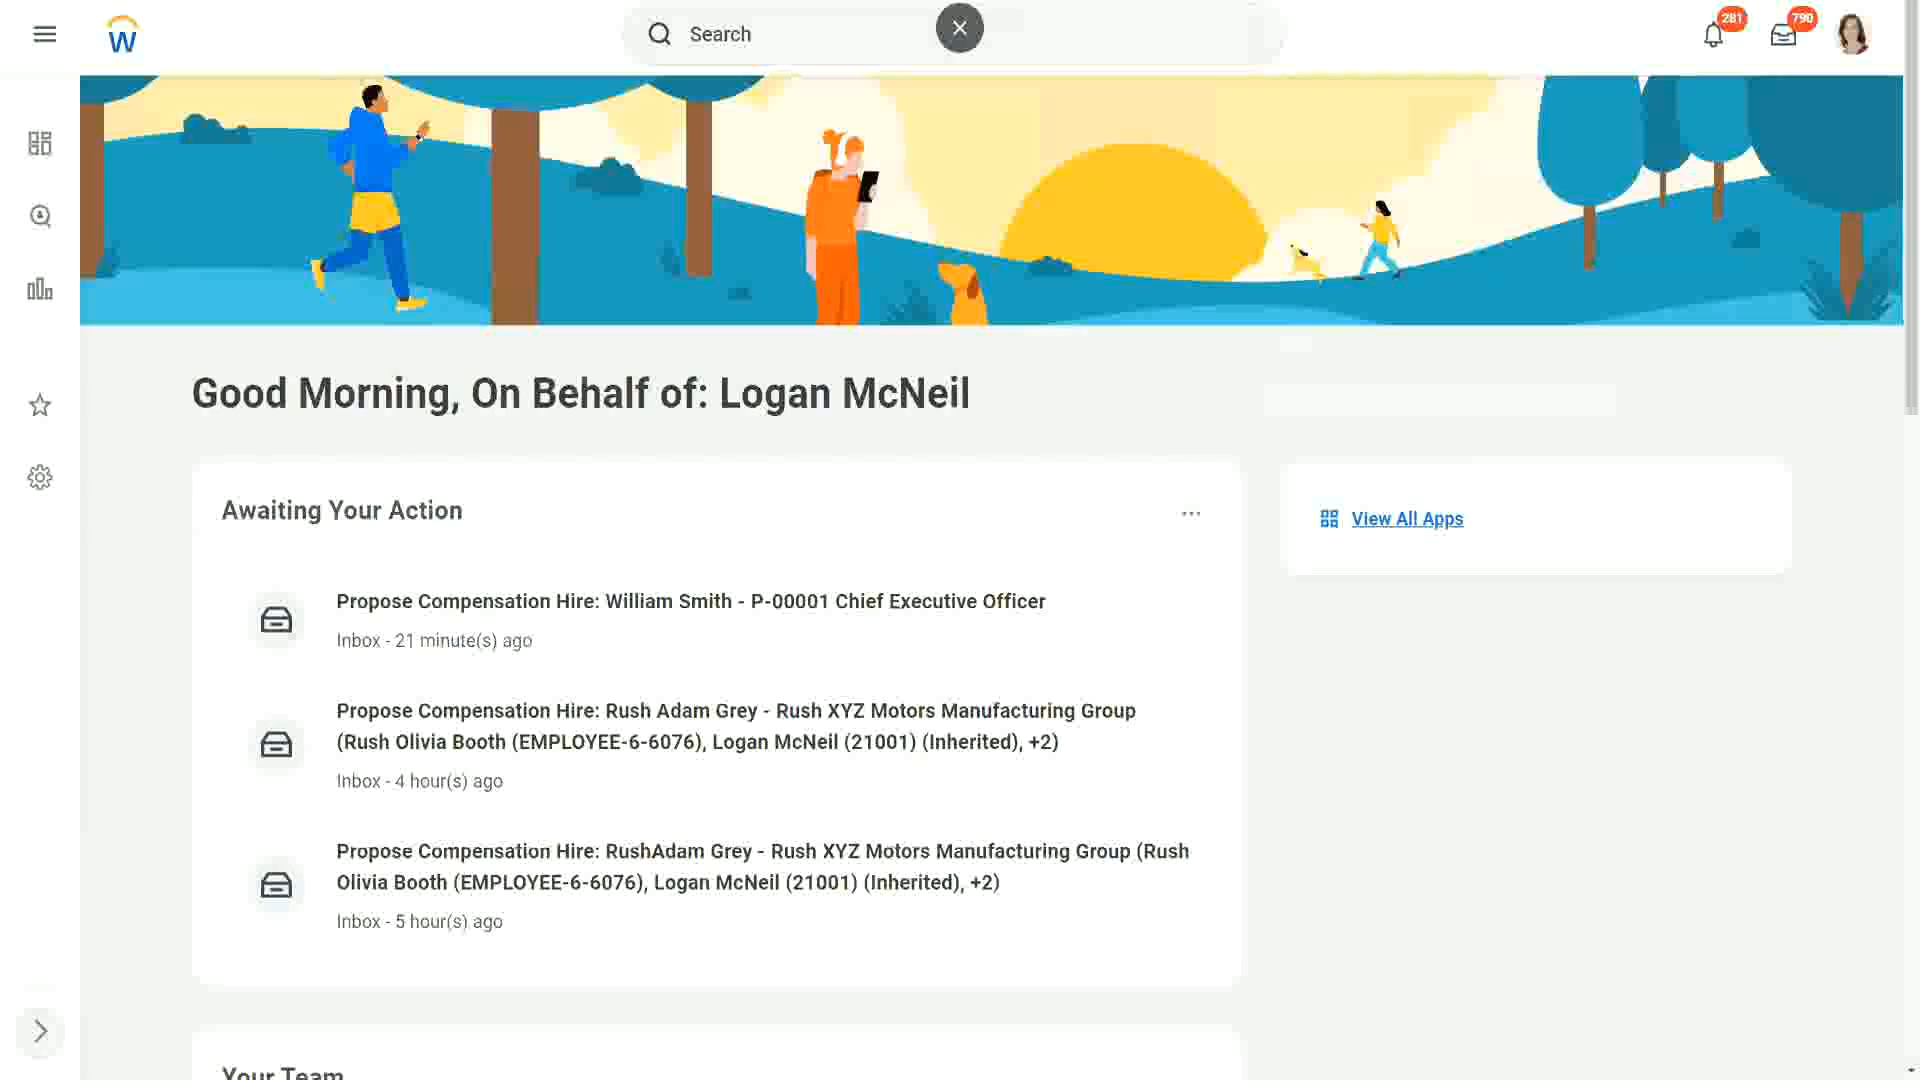 W
Search
281
790
Good Morning, On Behalf of: Logan McNeil
Awaiting Your Action
View All Apps
Propose Compensation Hire: William Smith - P-00001 Chief Executive Officer
Inbox - 21 minute(s) ago
Propose Compensation Hire: Rush Adam Grey - Rush XYZ Motors Manufacturing Group
(Rush Olivia Booth (EMPLOYEE-6-6076), Logan McNeil (21001) (Inherited), +2)
Inbox - 4 hour(s) ago
Propose Compensation Hire: RushAdam Grey - Rush XYZ Motors Manufacturing Group (Rush
Olivia Booth (EMPLOYEE-6-6076), Logan McNeil (21001) (Inherited), +2)
Inbox - 5 hour(s) ago
Your Team